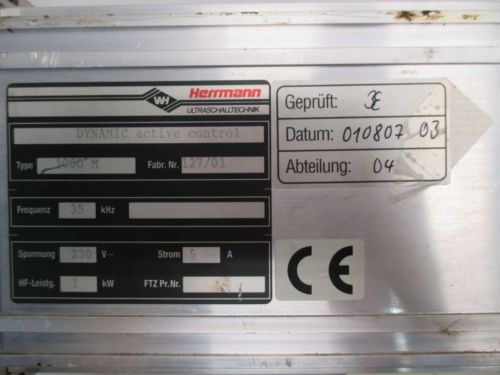 WH Herrmann
ULTRASCHALLTECHNIK
DYNAMIC active control
Type 1000 M Fabr. Nr. 127/01
Frequenz 35 kHz
Spannung 230 V~ Strom 5 A
HF-Leistg. 1 kW FTZ Pr.Nr.
Geprüft:
Datum: 010807 03
Abteilung: 04
CE